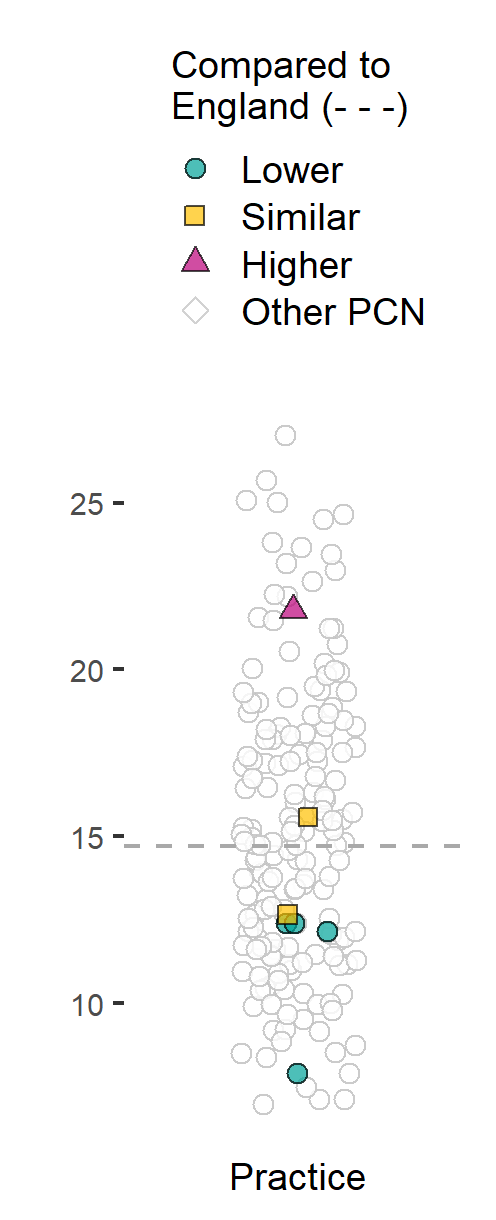 Compared to
England (- - -)
Lower
Similar
Higher
Other PCN
25
20
15
10
Practice